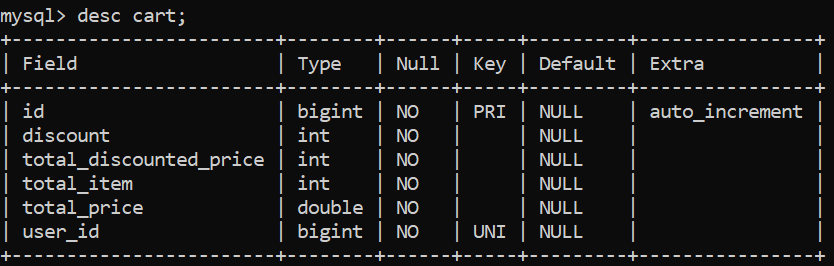 mysql> desc cart;
+------------------------+--------+------+-----+---------+----------------+
| Field                  | Type   | Null | Key | Default | Extra          |
+------------------------+--------+------+-----+---------+----------------+
| id                     | bigint | NO   | PRI | NULL    | auto_increment |
| discount               | int    | NO   |     | NULL    |                |
| total_discounted_price | int    | NO   |     | NULL    |                |
| total_item             | int    | NO   |     | NULL    |                |
| total_price            | double | NO   |     | NULL    |                |
| user_id                | bigint | NO   | UNI | NULL    |                |
+------------------------+--------+------+-----+---------+----------------+